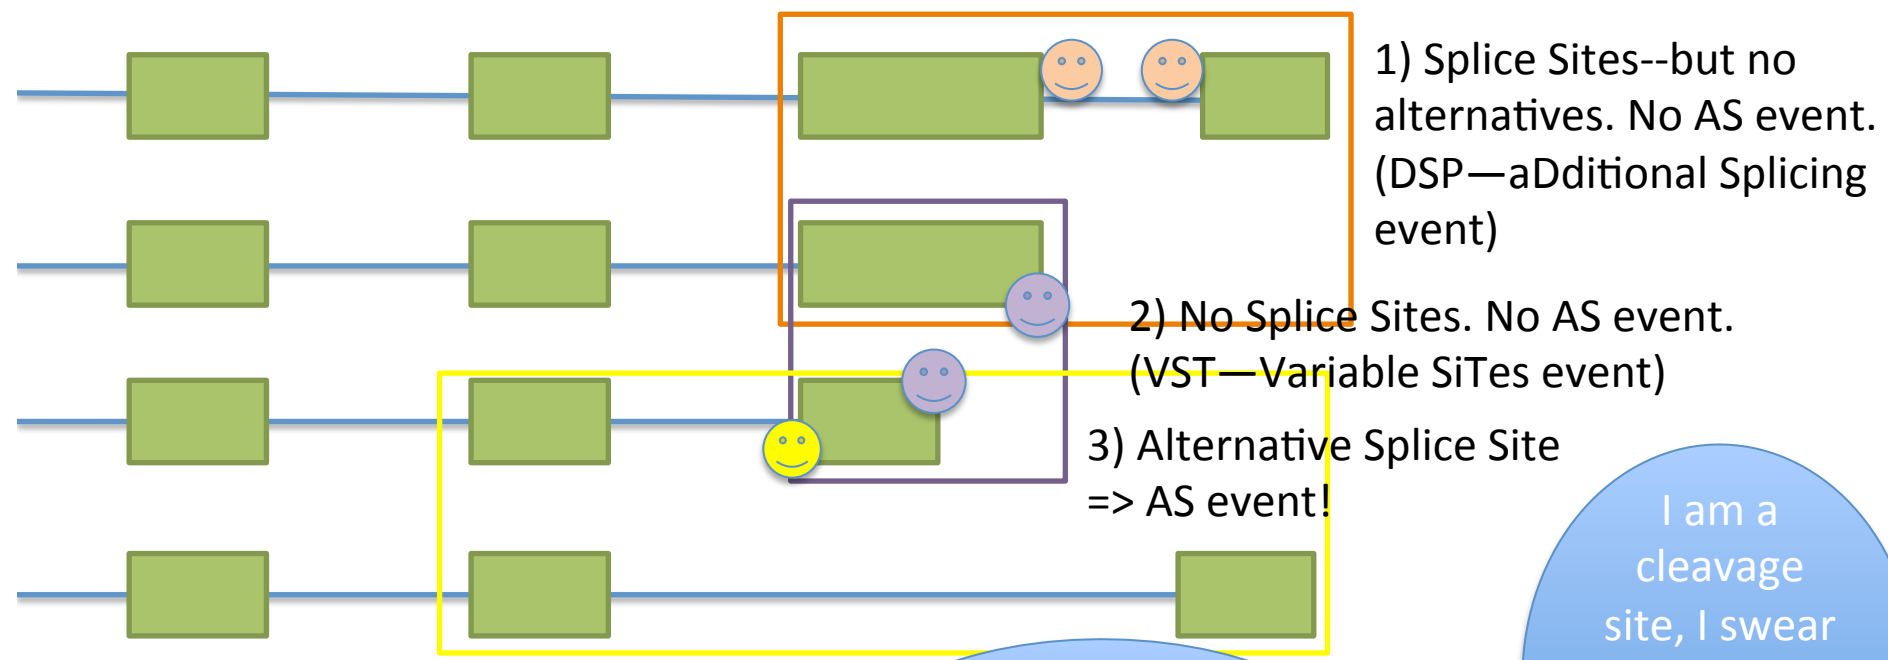 1) Splice Sites--but no
alternatives. No AS event.
(DSP—aDditional Splicing
event)
2) No Splice Sites. No AS event.
(VST—Variable SiTes event)
3) Alternative Splice Site
=> AS event!
I am a
cleavage
site, I swear